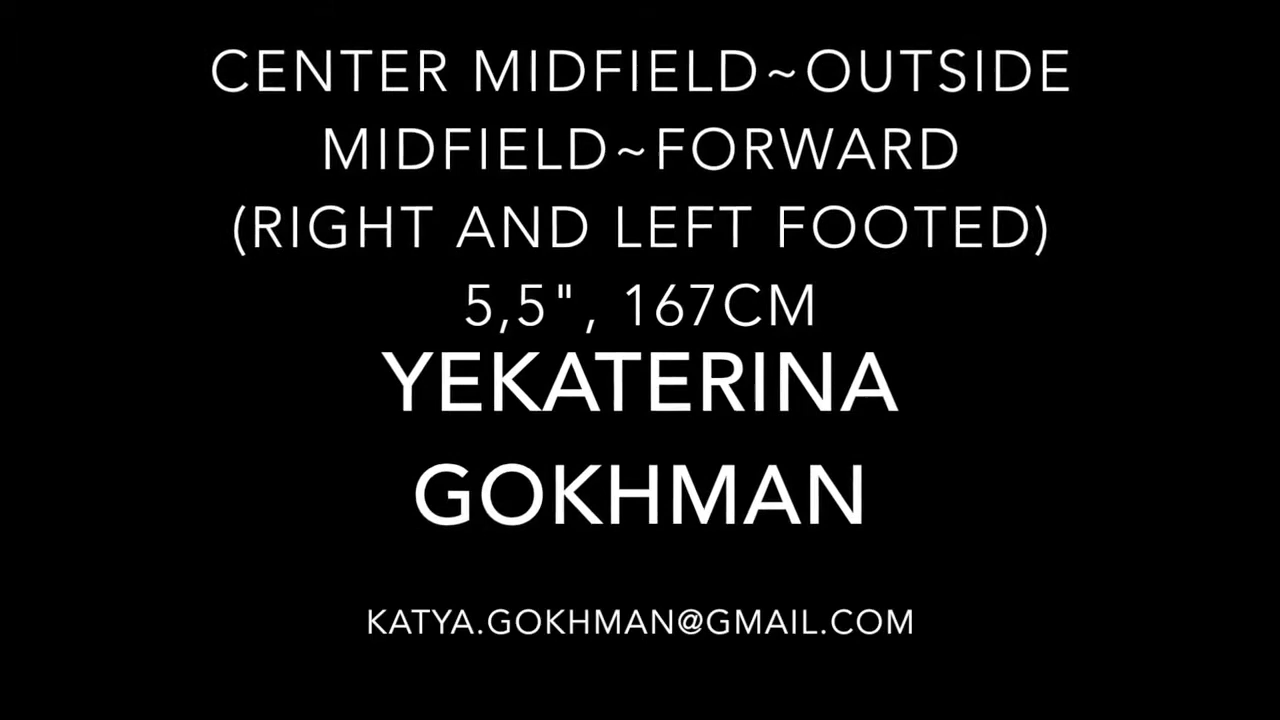 CENTER MIDFIELD~OUTSIDE
MIDFIELD~FORWARD
(RIGHT AND LEFT FOOTED)
5,5", 167CM
YEKATERINA
GOKHMAN
KATYA.GOKHMAN@GMAIL.COM